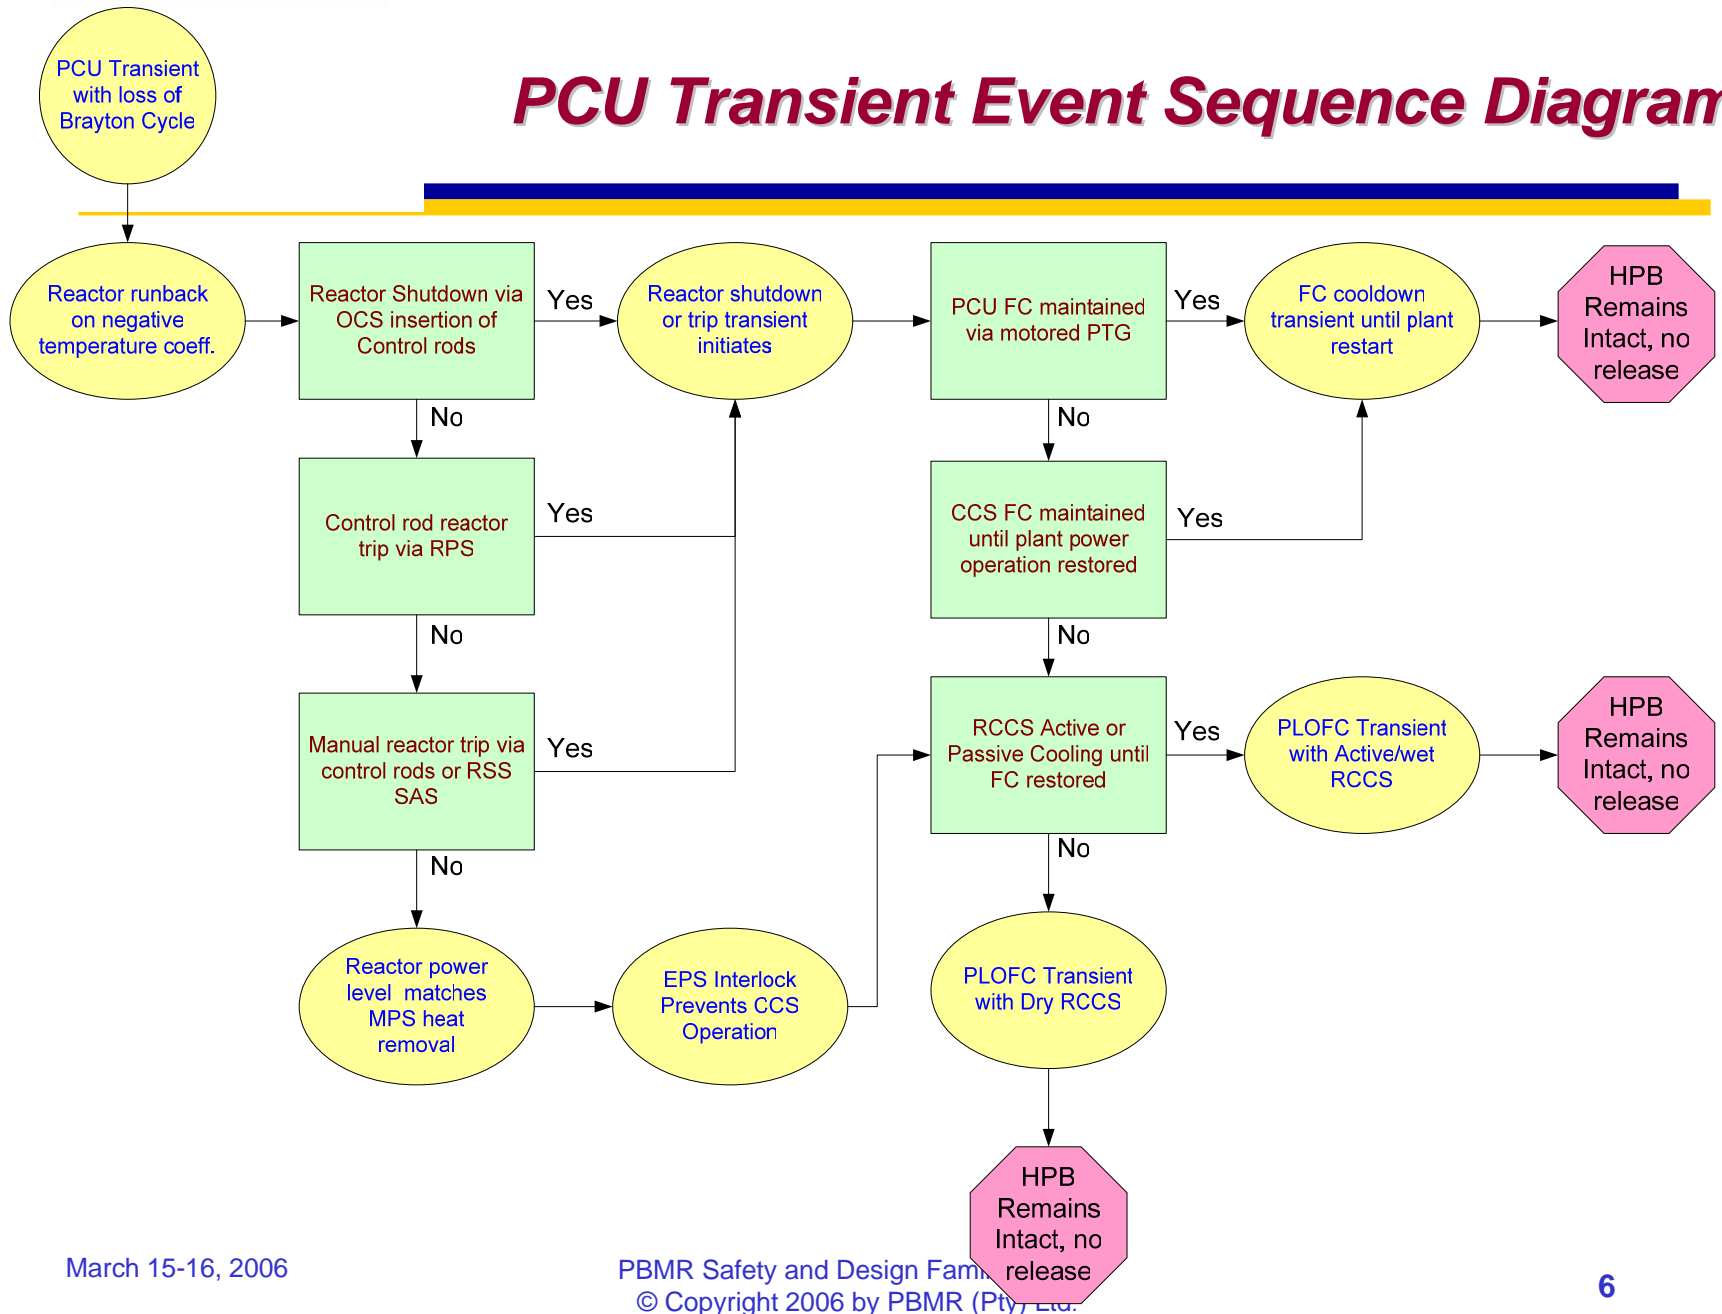 PCU Transient
with loss of
Brayton Cycle
PCU Transient Event Sequence Diagram
Reactor runback
on negative
temperature coeff.
Reactor Shutdown via
OCS insertion of
Control rods
Yes
No
Reactor shutdown
or trip transient
initiates
PCU FC maintained
via motored PTG
Yes
No
FC cooldown
transient until plant
restart
HPB
Remains
Intact, no
release
Control rod reactor
trip via RPS
Yes
No
CCS FC maintained
until plant power
operation restored
Yes
No
Manual reactor trip via
control rods or RSS
SAS
Yes
No
RCCS Active or
Passive Cooling until
FC restored
Yes
No
PLOFC Transient
with Active/wet
RCCS
HPB
Remains
Intact, no
release
Reactor power
level matches
MPS heat
removal
EPS Interlock
Prevents CCS
Operation
PLOFC Transient
with Dry RCCS
HPB
Remains
Intact, no
release
March 15-16, 2006
PBMR Safety and Design
© Copyright 2006 by PBMR (Pty) Ltd.
6